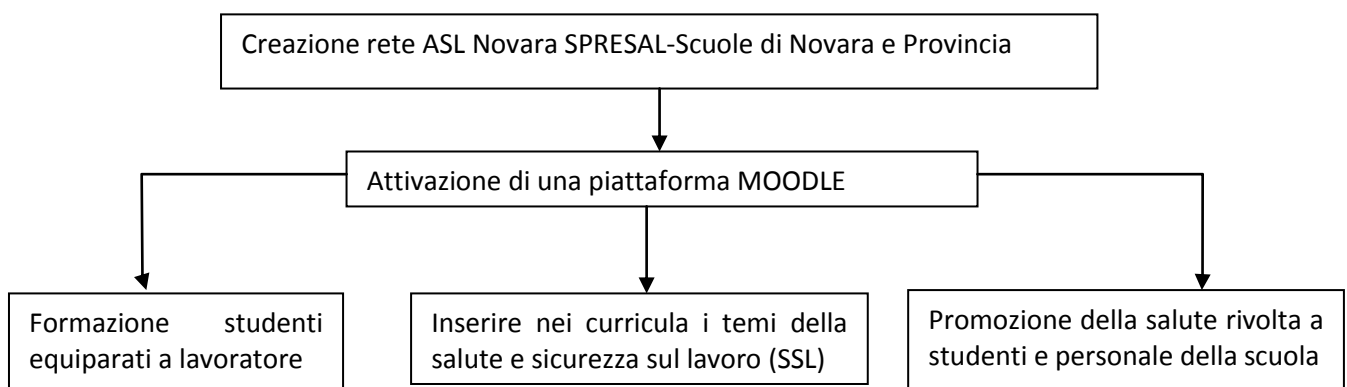 Creazione rete ASL Novara SPRESAL-Scuole di Novara e Provincia
Attivazione di una piattaforma MOODLE
Formazione studenti
equiparati a lavoratore
Inserire nei curricula i temi della
salute e sicurezza sul lavoro (SSL)
Promozione della salute rivolta a
studenti e personale della scuola